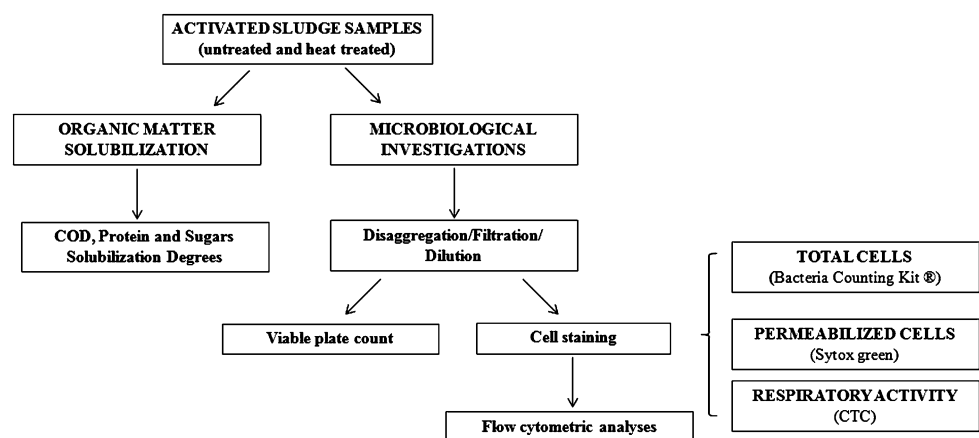 ACTIVATED SLUDGE SAMPLES
(untreated and heat treated)
ORGANIC MATTER
SOLUBILIZATION
MICROBIOLOGICAL
INVESTIGATIONS
COD, Protein and Sugars
Solubilization Degrees
Disaggregation/Filtration/
Dilution
TOTAL CELLS
(Bacteria Counting Kit ®)
Viable plate count
Cell staining
PERMEABILIZED CELLS
(Sytox green)
RESPIRATORY ACTIVITY
(CTC)
Flow cytometric analyses